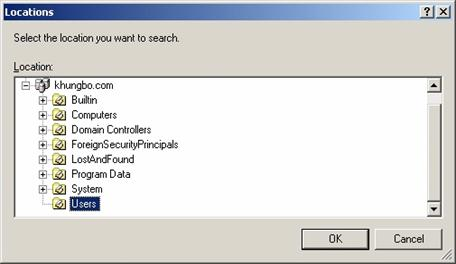 Locations
Select the location you want to search.
Location:
khungbo.com
Builtin
Computers
Domain Controllers
ForeignSecurityPrincipals
LostAndFound
Program Data
System
Users
OK
Cancel